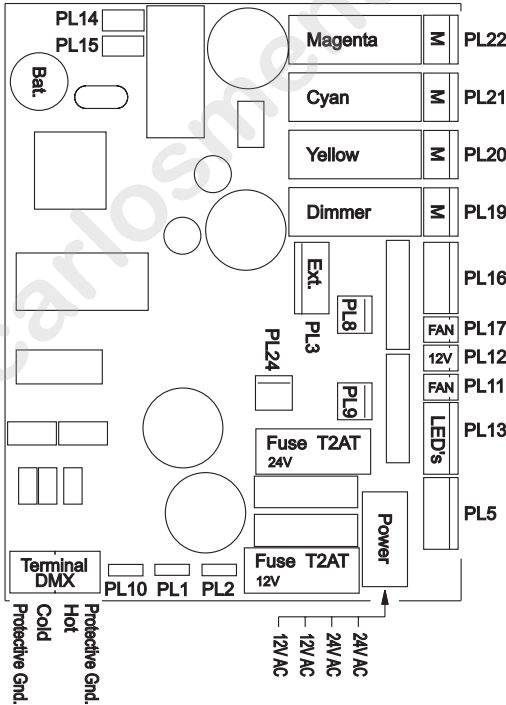 PL14
PL15
Bat.
Magenta M PL22
Cyan M PL21
Yellow M PL20
Dimmer M PL19
Ext.
PL3
PL8
PL16
FAN PL17
12V PL12
FAN PL11
PL24
PL9
LED's PL13
Fuse T2AT
24V
PL5
Power
Fuse T2AT
12V
Terminal
DMX
PL10 PL1 PL2
Protective Gnd.
Cold
Hot
Protective Gnd.
12V AC
12V AC
24V AC
24V AC
carlosmen